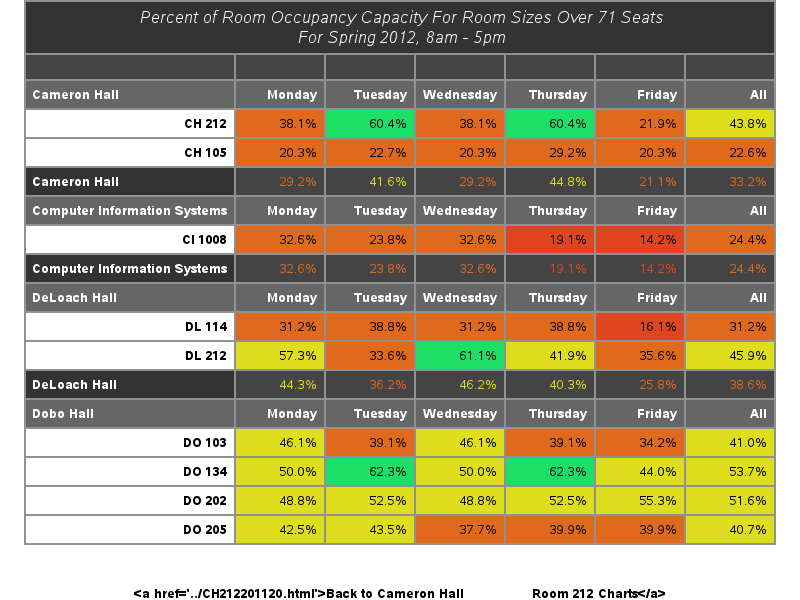 Percent of Room Occupancy Capacity For Room Sizes Over 71 Seats
For Spring 2012, 8am - 5pm
Cameron Hall Monday Tuesday Wednesday Thursday Friday All
CH 212 38.1% 60.4% 38.1% 60.4% 21.9% 43.8%
CH 105 20.3% 22.7% 20.3% 29.2% 20.3% 22.6%
Cameron Hall 29.2% 41.6% 29.2% 44.8% 21.1% 33.2%
Computer Information Systems Monday Tuesday Wednesday Thursday Friday All
CI 1008 32.6% 23.8% 32.6% 19.1% 14.2% 24.4%
Computer Information Systems 32.6% 23.8% 32.6% 19.1% 14.2% 24.4%
DeLoach Hall Monday Tuesday Wednesday Thursday Friday All
DL 114 31.2% 38.8% 31.2% 38.8% 16.1% 31.2%
DL 212 57.3% 33.6% 61.1% 41.9% 35.6% 45.9%
DeLoach Hall 44.3% 36.2% 46.2% 40.3% 25.8% 38.6%
Dobo Hall Monday Tuesday Wednesday Thursday Friday All
DO 103 46.1% 39.1% 46.1% 39.1% 34.2% 41.0%
DO 134 50.0% 62.3% 50.0% 62.3% 44.0% 53.7%
DO 202 48.8% 52.5% 48.8% 52.5% 55.3% 51.6%
DO 205 42.5% 43.5% 37.7% 39.9% 39.9% 40.7%
<a href='../CH212201120.html'>Back to Cameron Hall Room 212 Charts</a>